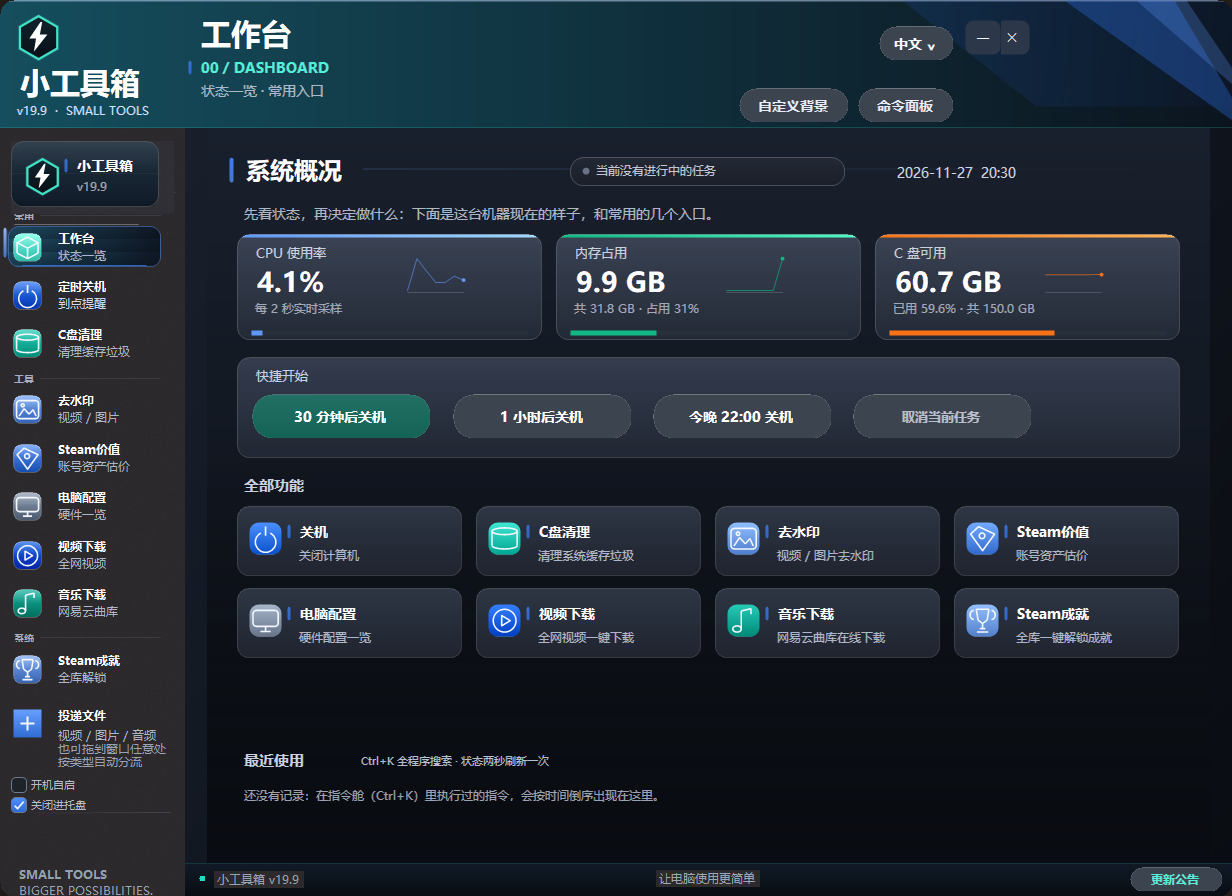 小工具箱
v19.9 · SMALL TOOLS
工作台
00 / DASHBOARD
状态一览 · 常用入口
中文
自定义背景
命令面板
小工具箱
v19.9
常用
工作台
状态一览
定时关机
到点提醒
C盘清理
清理缓存垃圾
工具
去水印
视频 / 图片
Steam价值
账号资产估价
电脑配置
硬件一览
视频下载
全网视频
音乐下载
网易云曲库
系统
Steam成就
全库解锁
投递文件
视频 / 图片 / 音频
也可拖到窗口任意处
按类型自动分流
开机自启
关闭进托盘
SMALL TOOLS
BIGGER POSSIBILITIES.
系统概况
当前没有进行中的任务
2026-11-27 20:30
先看状态，再决定做什么：下面是这台机器现在的样子，和常用的几个入口。
CPU 使用率
4.1%
每 2 秒实时采样
内存占用
9.9 GB
共 31.8 GB · 占用 31%
C 盘可用
60.7 GB
已用 59.6% · 共 150.0 GB
快捷开始
30 分钟后关机
1 小时后关机
今晚 22:00 关机
取消当前任务
全部功能
关机
关闭计算机
C盘清理
清理系统缓存垃圾
去水印
视频 / 图片去水印
Steam价值
账号资产估价
电脑配置
硬件配置一览
视频下载
全网视频一键下载
音乐下载
网易云曲库在线下载
Steam成就
全库一键解锁成就
最近使用
Ctrl+K 全程序搜索 · 状态两秒刷新一次
还没有记录：在指令舱（Ctrl+K）里执行过的指令，会按时间倒序出现在这里。
小工具箱 v19.9
让电脑使用更简单
更新公告